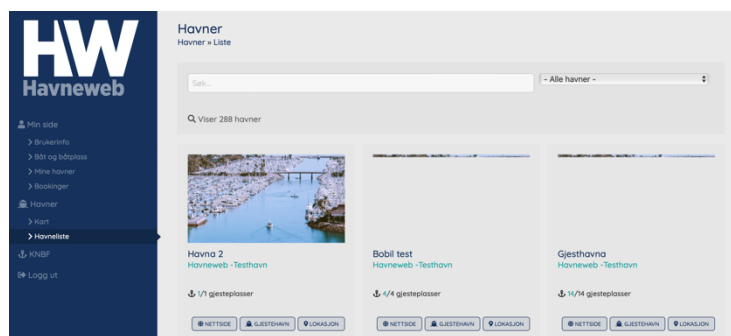 HW
Havneweb
Min side
Brukerinfo
Båt og båtplass
Mine havner
Bookinger
Havner
Kart
Havneliste
KNBF
Logg ut
Havner
Havner » Liste
Søk...
- Alle havner -
Viser 288 havner
Havna 2
Havneweb -Testhavn
1/1 gjesteplasser
NETTSIDE
GJESTEHAVN
LOKASJON
Bobil test
Havneweb -Testhavn
4/4 gjesteplasser
NETTSIDE
GJESTEHAVN
LOKASJON
Gjesthavna
Havneweb -Testhavn
14/14 gjesteplasser
NETTSIDE
GJESTEHAVN
LOKASJON